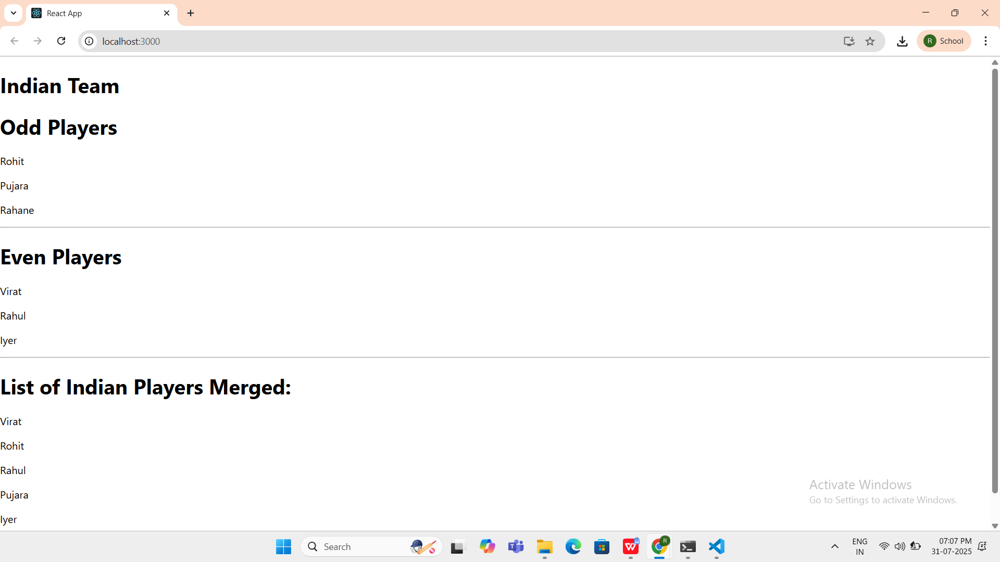 React App
localhost:3000
R
School
Indian Team
Odd Players
Rohit
Pujara
Rahane
Even Players
Virat
Rahul
Iyer
List of Indian Players Merged:
Virat
Rohit
Rahul
Pujara
Iyer
Activate Windows
Go to Settings to activate Windows.
Search
R
ENG
IN
07:07 PM
31-07-2025